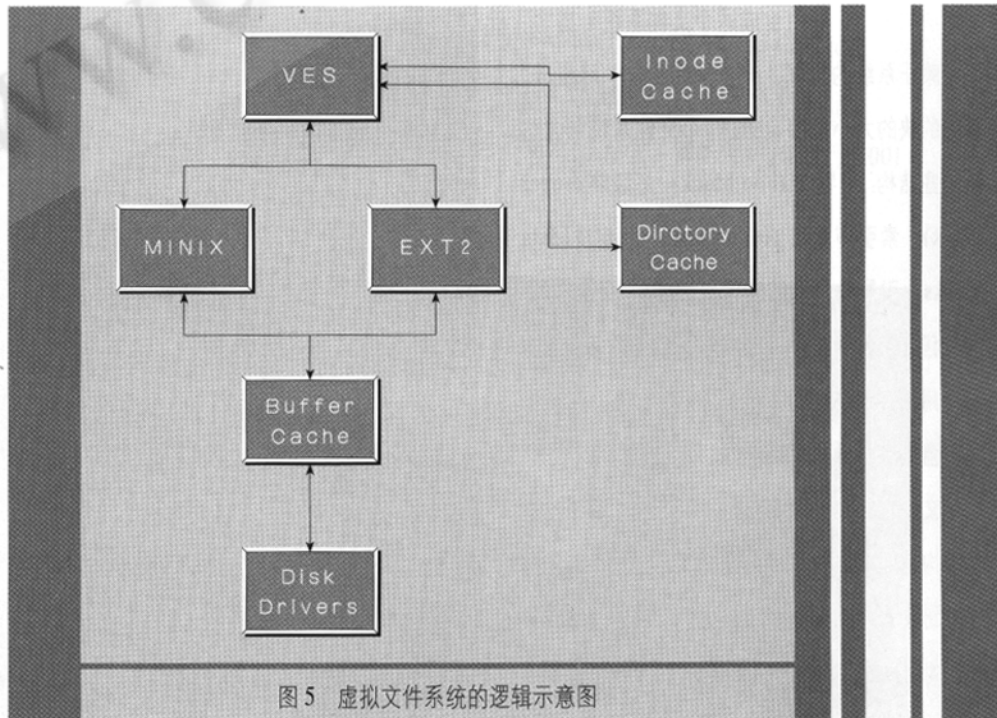 VES
Inode
Cache
MINIX
EXT2
Dirctory
Cache
Buffer
Cache
Disk
Drivers
图 5 虚拟文件系统的逻辑示意图